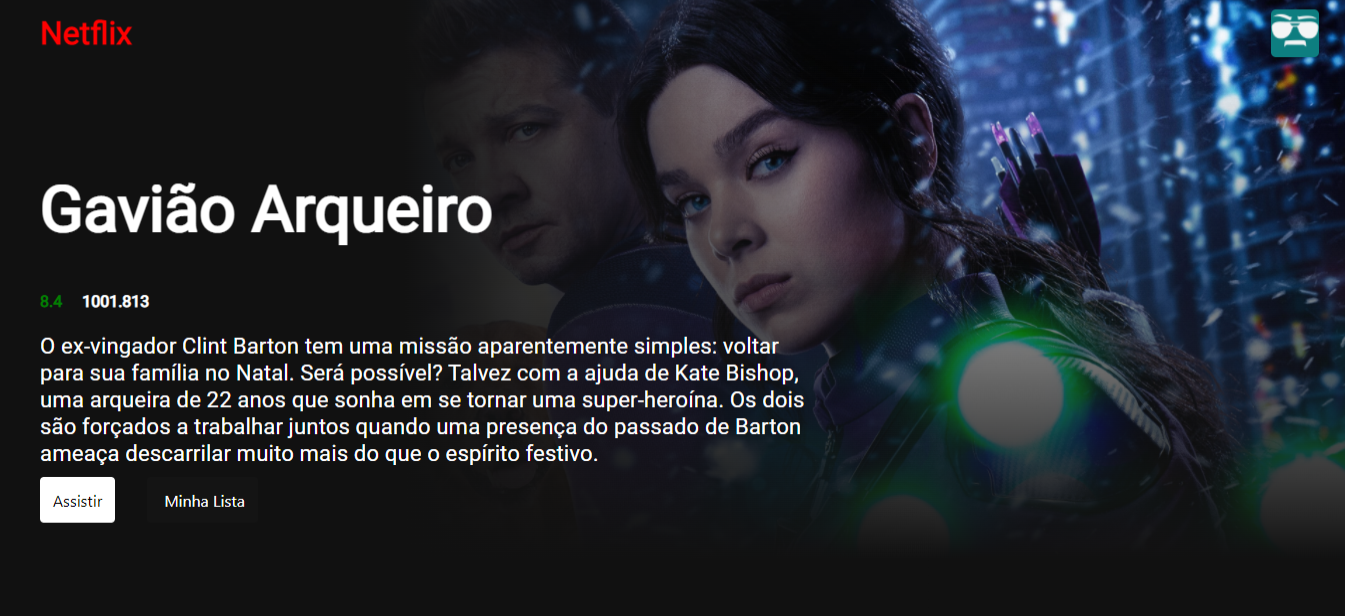 Netflix
Gavião Arqueiro
8.4 1001.813
O ex-vingador Clint Barton tem uma missão aparentemente simples: voltar
para sua família no Natal. Será possível? Talvez com a ajuda de Kate Bishop,
uma arqueira de 22 anos que sonha em se tornar uma super-heroína. Os dois
são forçados a trabalhar juntos quando uma presença do passado de Barton
ameaça descarrilar muito mais do que o espírito festivo.
Assistir Minha Lista